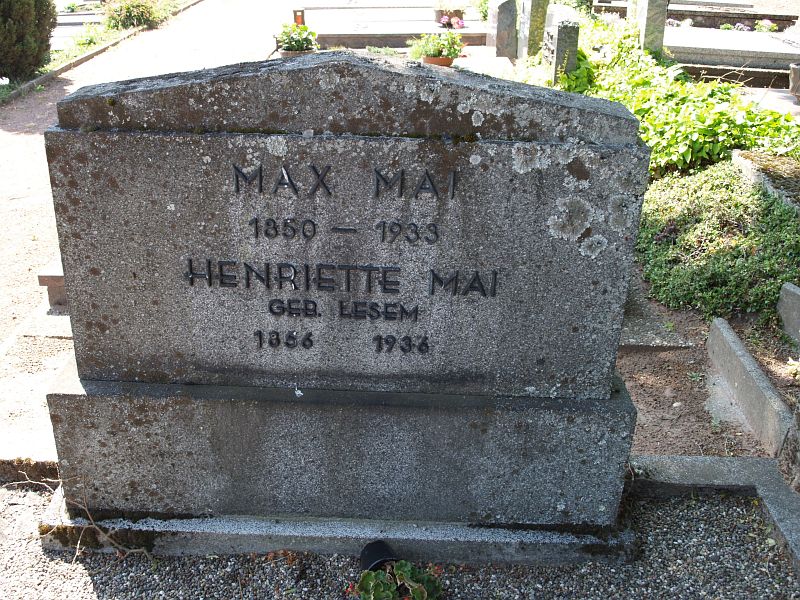 MAX MAI
1850 – 1933
HENRIETTE MAI
GEB. LESEM
1856 1936